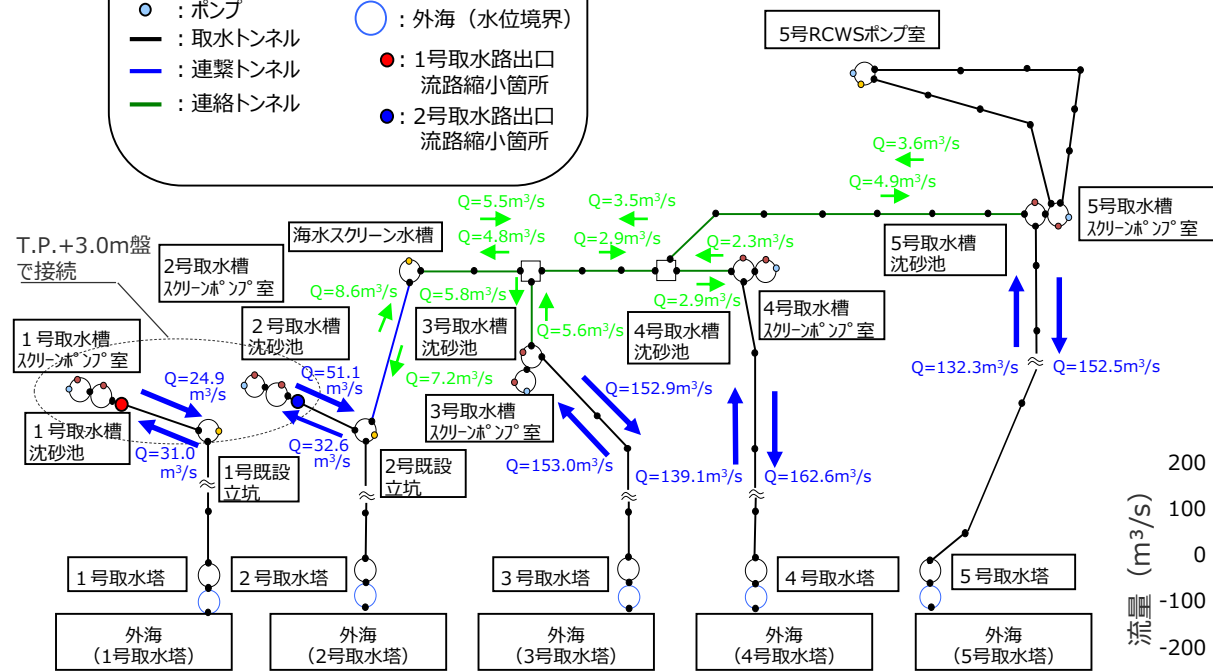 ：ポンプ
：取水トンネル
：連繋トンネル
：連絡トンネル
：外海（水位境界）
：1号取水路出口
流路縮小箇所
：2号取水路出口
流路縮小箇所
5号RCWSポンプ室
Q=3.6m³/s
Q=4.9m³/s
Q=5.5m³/s
Q=3.5m³/s
Q=4.8m³/s
Q=2.9m³/s
Q=2.3m³/s
5号取水槽
スクリーンポンプ室
5号取水槽
沈砂池
海水スクリーン水槽
T.P.+3.0m盤
で接続
2号取水槽
スクリーンポンプ室
Q=8.6m³/s
Q=5.8m³/s
Q=2.9m³/s
4号取水槽
スクリーンポンプ室
2号取水槽
沈砂池
3号取水槽
沈砂池
Q=5.6m³/s
4号取水槽
沈砂池
1号取水槽
スクリーンポンプ室
Q=24.9
m³/s
Q=51.1
m³/s
Q=7.2m³/s
Q=152.9m³/s
Q=132.3m³/s
Q=152.5m³/s
3号取水槽
スクリーンポンプ室
1号取水槽
沈砂池
Q=31.0
m³/s
Q=32.6
m³/s
1号既設
立坑
2号既設
立坑
Q=153.0m³/s
Q=139.1m³/s
Q=162.6m³/s
200
100
0
-100
-200
流量（m³/s）
1号取水塔
2号取水塔
3号取水塔
4号取水塔
5号取水塔
外海
（1号取水塔）
外海
（2号取水塔）
外海
（3号取水塔）
外海
（4号取水塔）
外海
（5号取水塔）